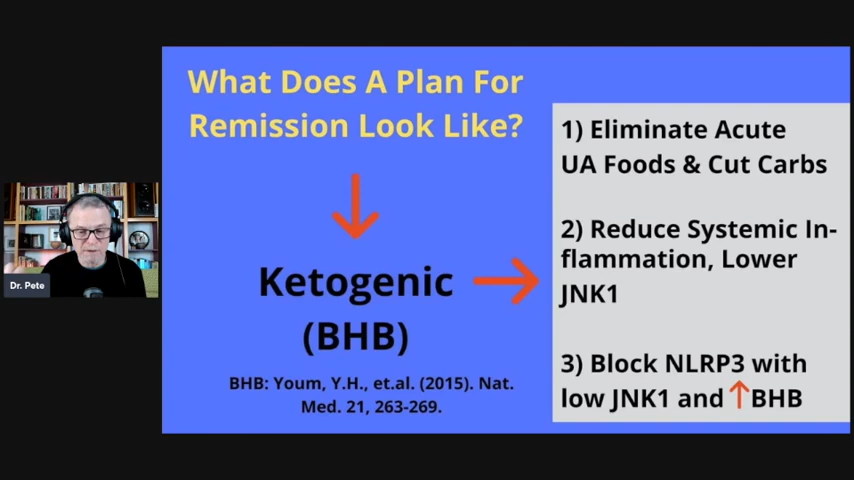 What Does A Plan For
Remission Look Like?
Ketogenic
(BHB)
BHB: Youm, Y.H., et.al. (2015). Nat.
Med. 21, 263-269.
1) Eliminate Acute
UA Foods & Cut Carbs
2) Reduce Systemic In-
flammation, Lower
JNK1
3) Block NLRP3 with
low JNK1 and ↑BHB
Dr. Pete